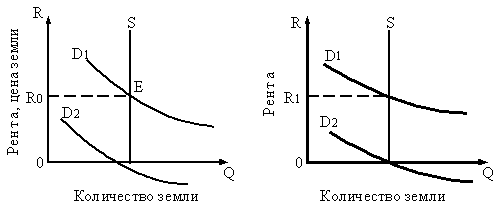 R
S
D1
E
R0
D2
0
Q
Рента, цена земли
Количество земли
R
S
D1
R1
D2
0
Q
Рента
Количество земли